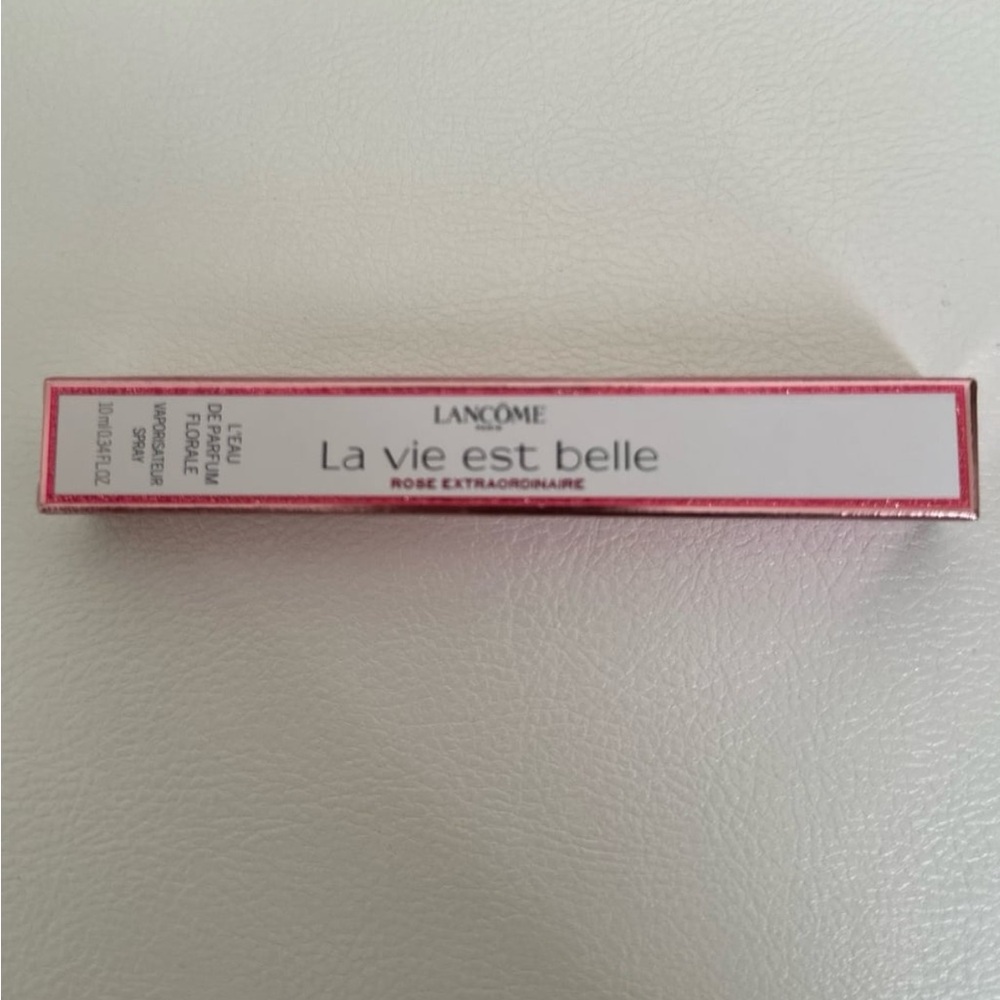 LANCÔME
PARIS
La vie est belle
ROSE EXTRAORDINAIRE
L'EAU
DE PARFUM
FLORALE
VAPORISATEUR
SPRAY
10 ml 0.34 FL.OZ